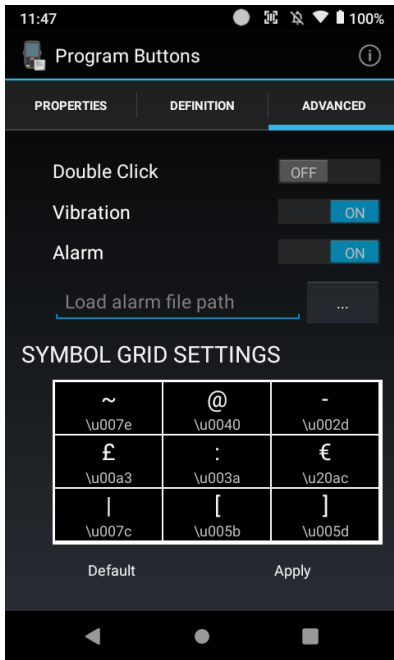 11:47
100%
Program Buttons
PROPERTIES DEFINITION ADVANCED
Double Click OFF
Vibration ON
Alarm ON
Load alarm file path ...
SYMBOL GRID SETTINGS
~ @ -
\u007e \u0040 \u002d
£ : €
\u00a3 \u003a \u20ac
| [ ]
\u007c \u005b \u005d
Default Apply